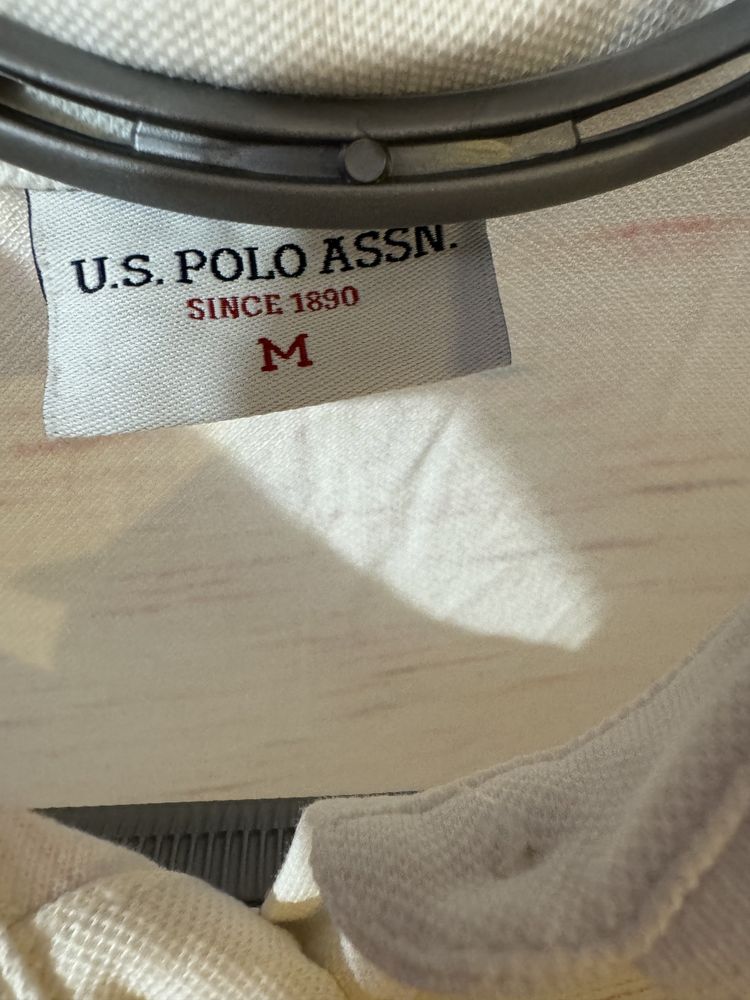 U.S. POLO ASSN.
SINCE 1890
M